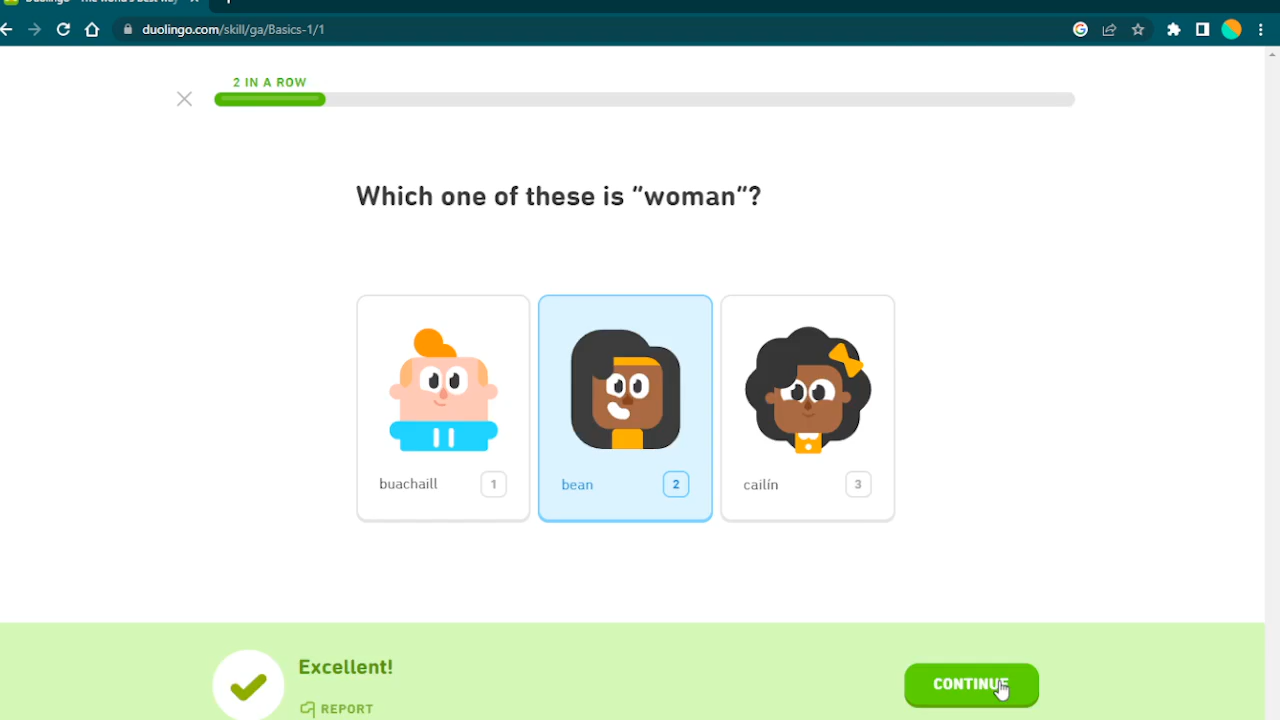 duolingo.com/skill/ga/Basics-1/1
2 IN A ROW
Which one of these is “woman”?
buachaill 1
bean 2
cailín 3
Excellent!
CONTINUE
REPORT